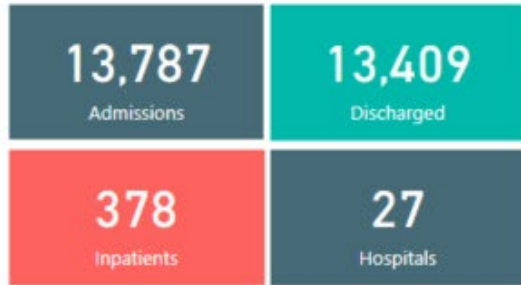 13,787
Admissions
13,409
Discharged
378
Inpatients
27
Hospitals